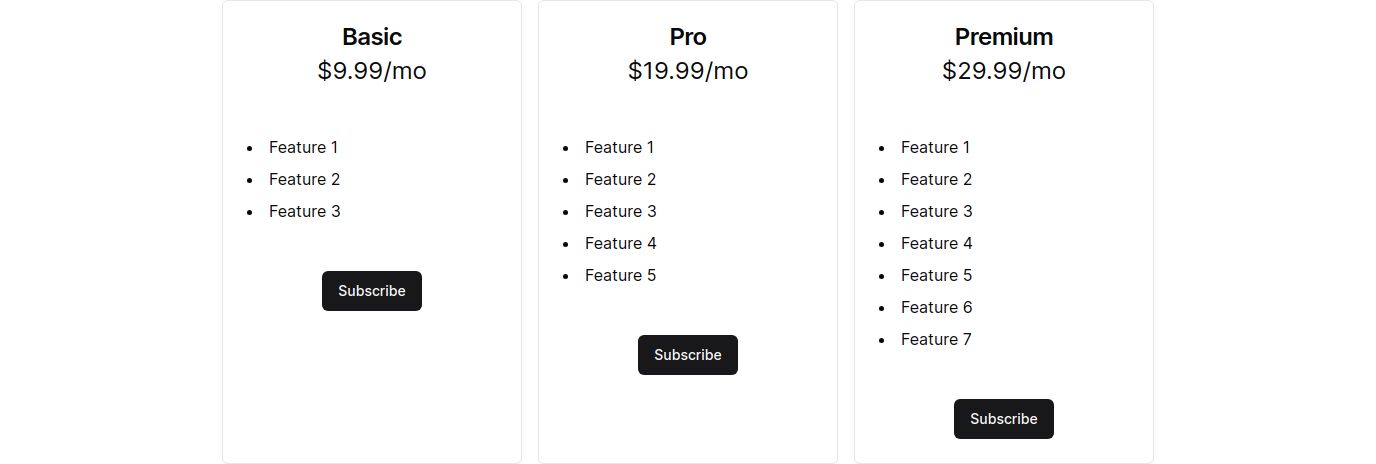 Basic
$9.99/mo
Feature 1
Feature 2
Feature 3
Subscribe
Pro
$19.99/mo
Feature 1
Feature 2
Feature 3
Feature 4
Feature 5
Subscribe
Premium
$29.99/mo
Feature 1
Feature 2
Feature 3
Feature 4
Feature 5
Feature 6
Feature 7
Subscribe